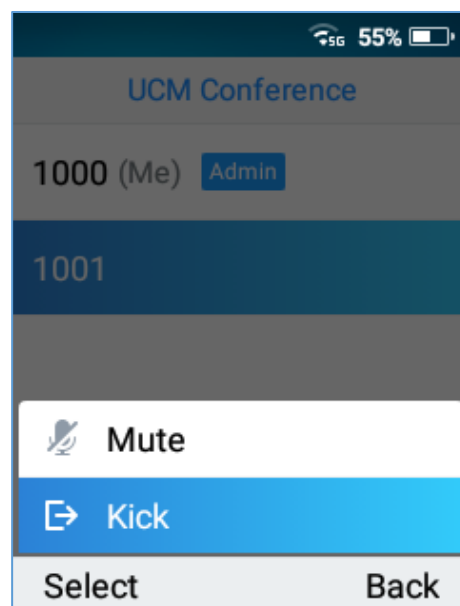 5G 55%
UCM Conference
1000 (Me) Admin
1001
Mute
Kick
Select Back